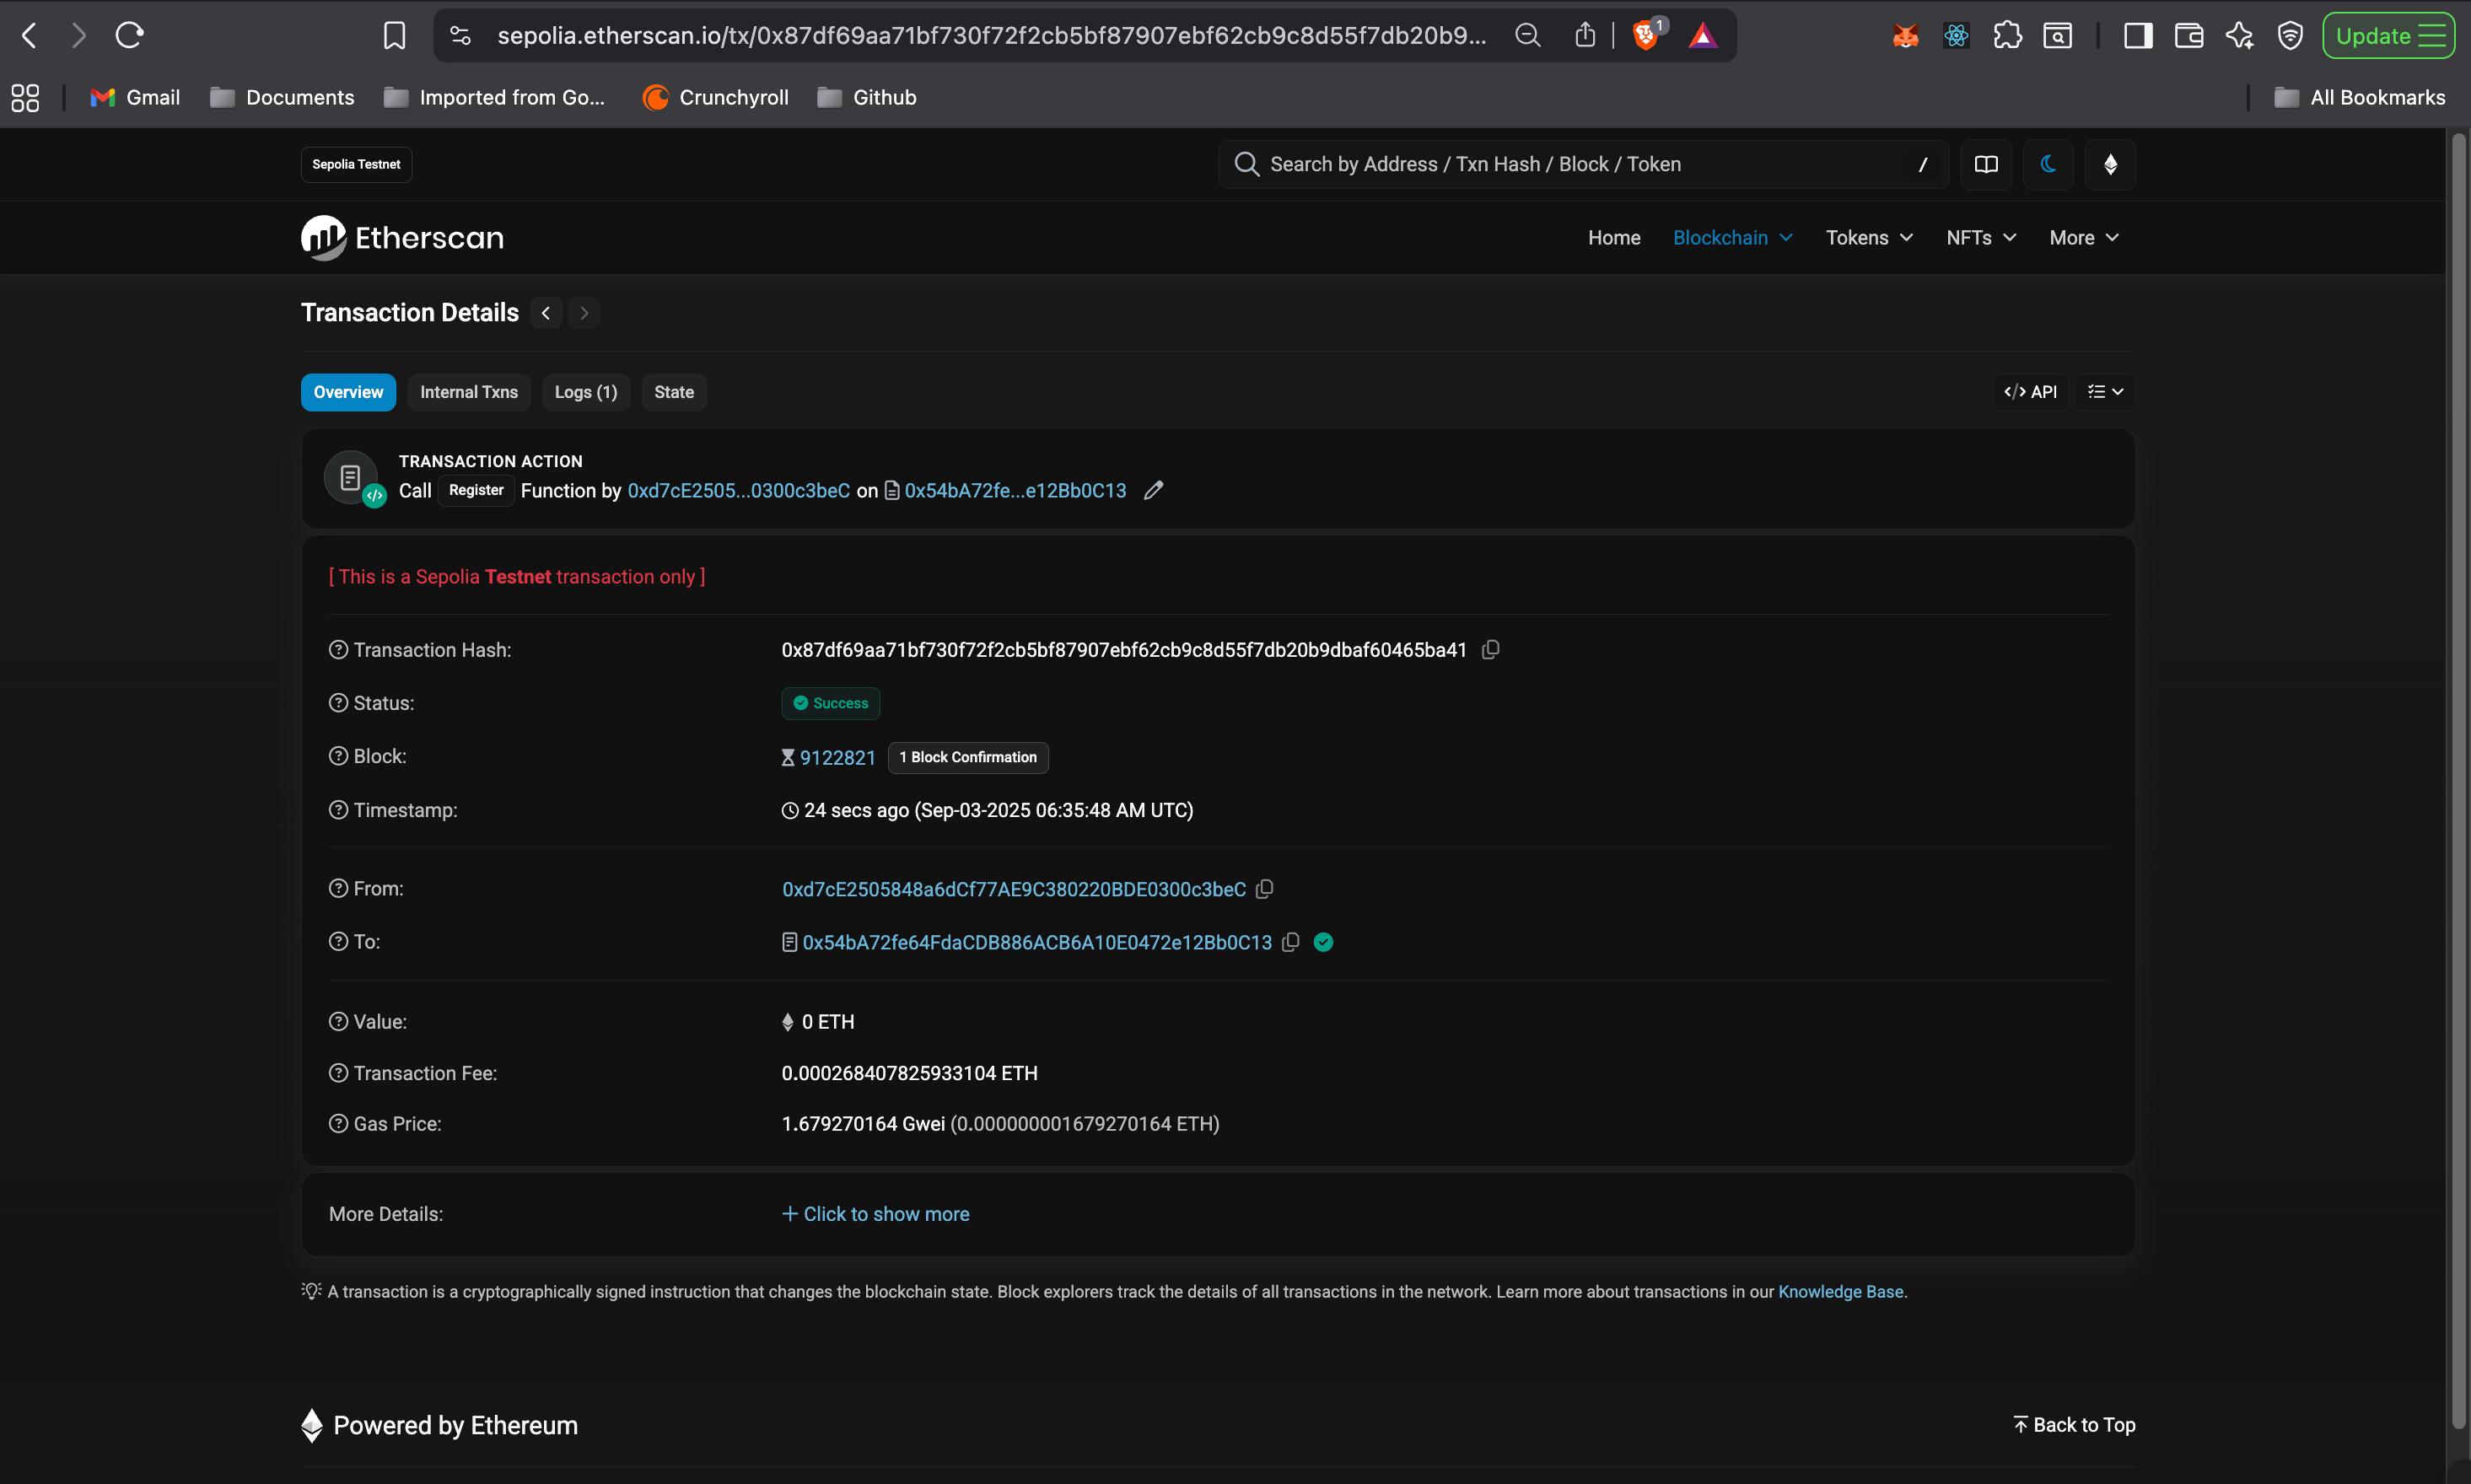 sepolia.etherscan.io/tx/0x87df69aa71bf730f72f2cb5bf87907ebf62cb9c8d55f7db20b9...
1
Update
Gmail
Documents
Imported from Go...
Crunchyroll
Github
All Bookmarks
Sepolia Testnet
Search by Address / Txn Hash / Block / Token
/
Etherscan
Home
Blockchain
Tokens
NFTs
More
Transaction Details
Overview
Internal Txns
Logs (1)
State
</> API
TRANSACTION ACTION
Call Register Function by 0xd7cE2505...0300c3beC on 0x54bA72fe...e12Bb0C13
[ This is a Sepolia Testnet transaction only ]
Transaction Hash: 0x87df69aa71bf730f72f2cb5bf87907ebf62cb9c8d55f7db20b9dbaf60465ba41
Status: Success
Block: 9122821 1 Block Confirmation
Timestamp: 24 secs ago (Sep-03-2025 06:35:48 AM UTC)
From: 0xd7cE2505848a6dCf77AE9C380220BDE0300c3beC
To: 0x54bA72fe64FdaCDB886ACB6A10E0472e12Bb0C13
Value: 0 ETH
Transaction Fee: 0.000268407825933104 ETH
Gas Price: 1.679270164 Gwei (0.000000001679270164 ETH)
More Details: + Click to show more
A transaction is a cryptographically signed instruction that changes the blockchain state. Block explorers track the details of all transactions in the network. Learn more about transactions in our Knowledge Base.
Powered by Ethereum
Back to Top